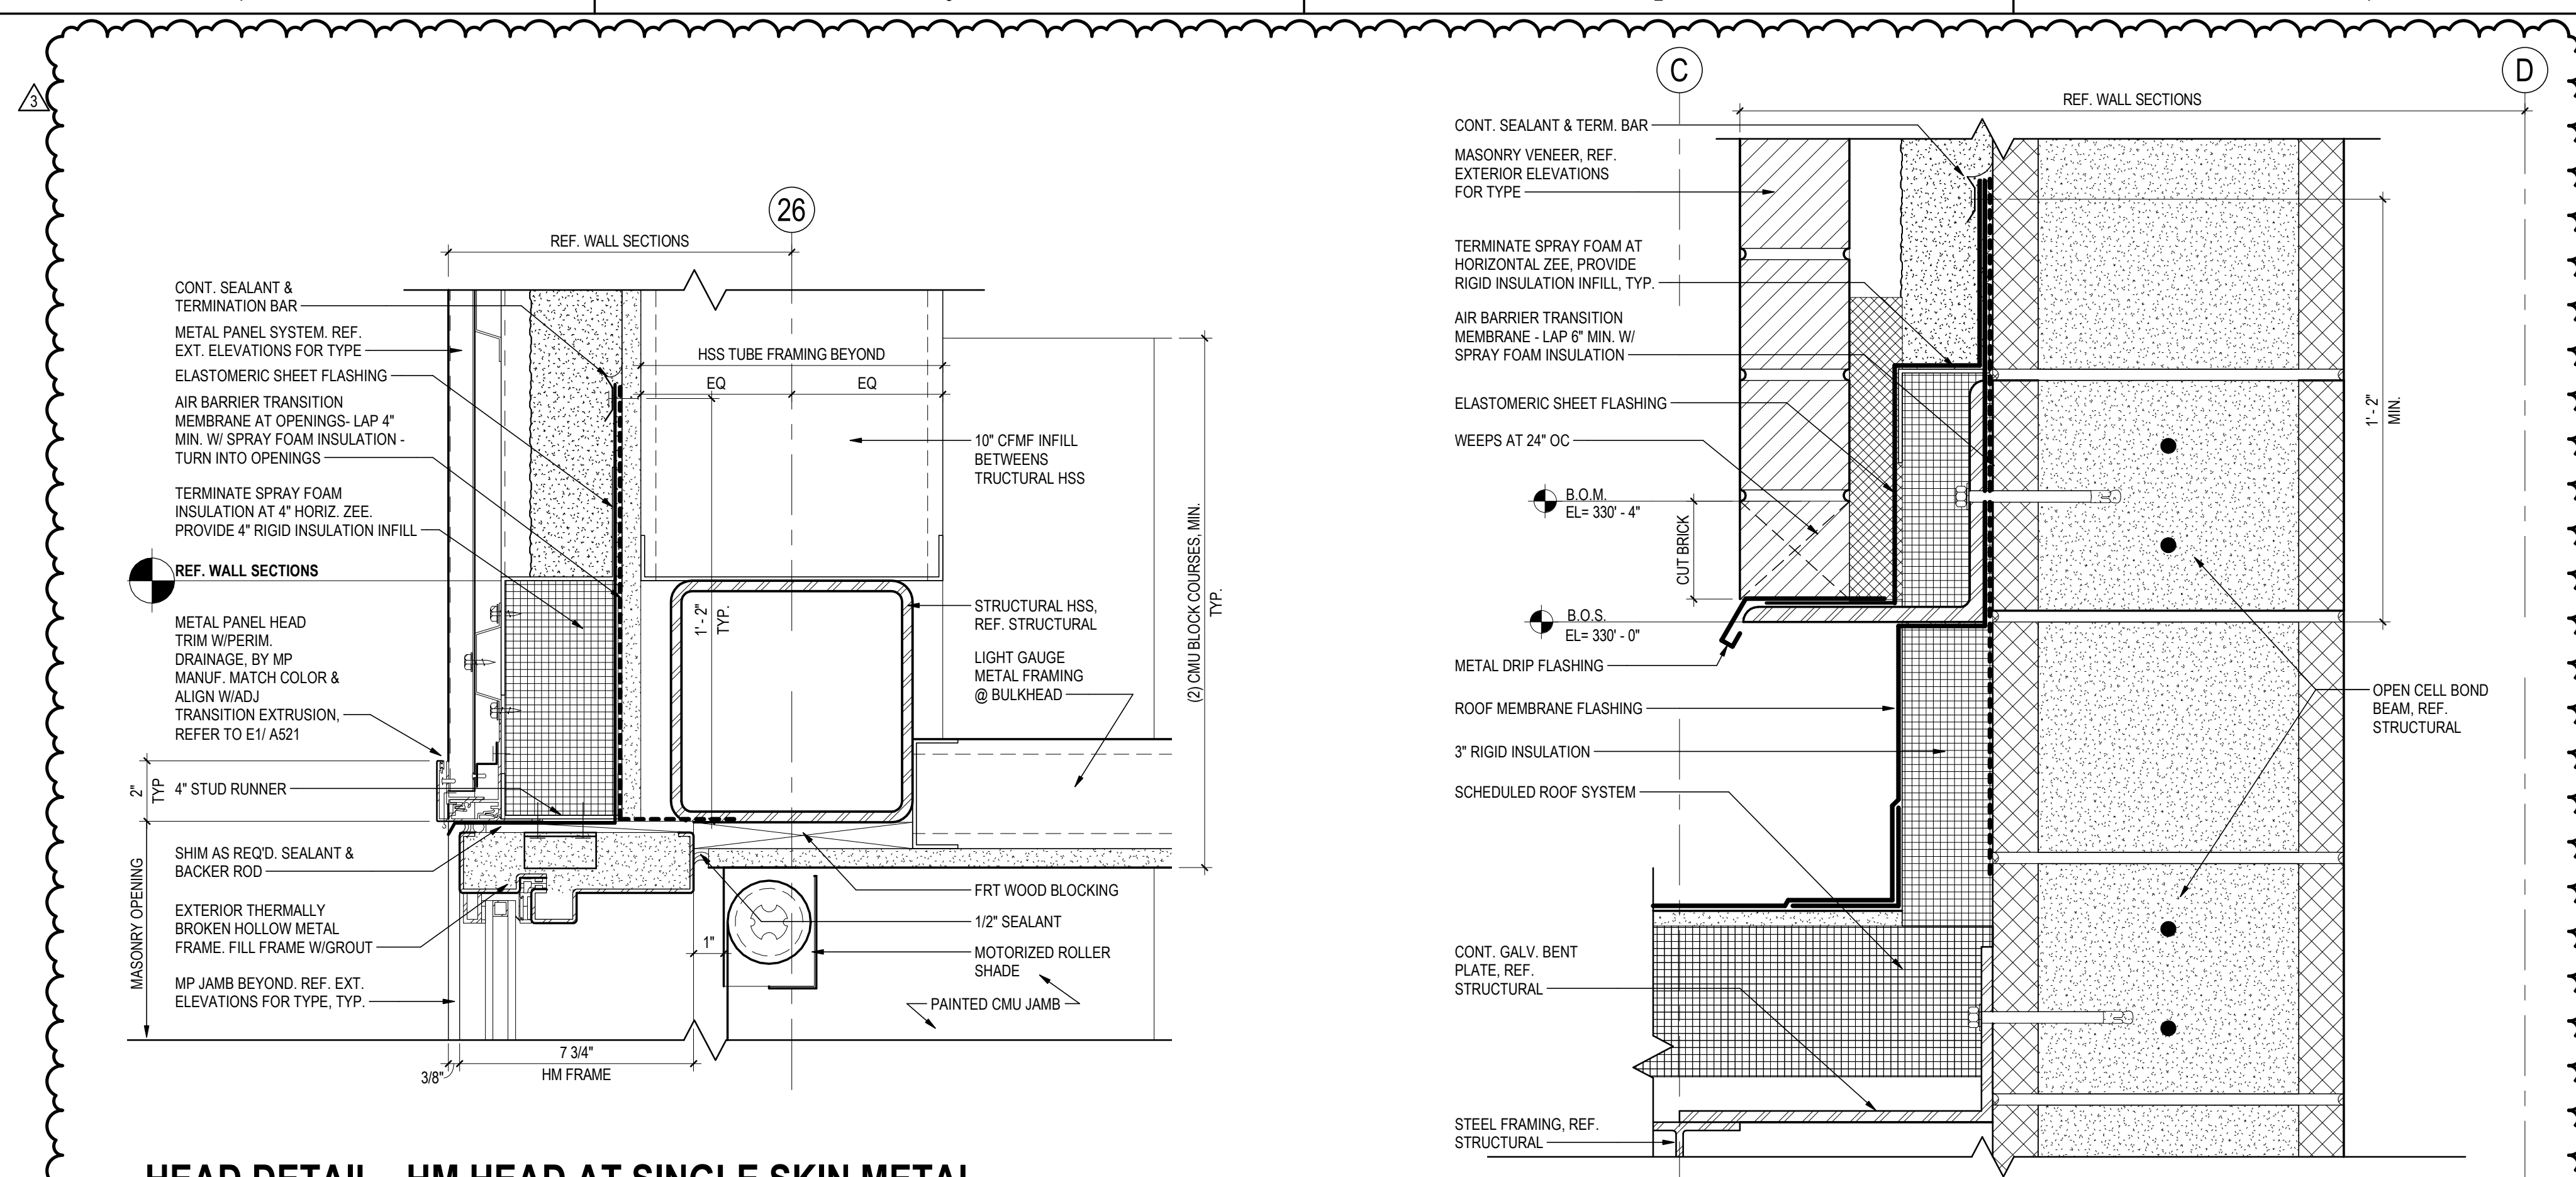 3
26
REF. WALL SECTIONS
CONT. SEALANT &
TERMINATION BAR
METAL PANEL SYSTEM. REF.
EXT. ELEVATIONS FOR TYPE
ELASTOMERIC SHEET FLASHING
AIR BARRIER TRANSITION
MEMBRANE AT OPENINGS- LAP 4"
MIN. W/ SPRAY FOAM INSULATION -
TURN INTO OPENINGS
TERMINATE SPRAY FOAM
INSULATION AT 4" HORIZ. ZEE.
PROVIDE 4" RIGID INSULATION INFILL
REF. WALL SECTIONS
METAL PANEL HEAD
TRIM W/PERIM.
DRAINAGE, BY MP
MANUF. MATCH COLOR &
ALIGN W/ADJ
TRANSITION EXTRUSION,
REFER TO E1/ A521
2"
TYP
4" STUD RUNNER
SHIM AS REQ'D. SEALANT &
BACKER ROD
MASONRY OPENING
EXTERIOR THERMALLY
BROKEN HOLLOW METAL
FRAME. FILL FRAME W/GROUT
MP JAMB BEYOND. REF. EXT.
ELEVATIONS FOR TYPE, TYP.
3/8"
7 3/4"
HM FRAME
HSS TUBE FRAMING BEYOND
EQ
EQ
10" CFMF INFILL
BETWEENS
TRUCTURAL HSS
1' - 2"
TYP.
STRUCTURAL HSS,
REF. STRUCTURAL
LIGHT GAUGE
METAL FRAMING
@ BULKHEAD
(2) CMU BLOCK COURSES, MIN.
TYP.
FRT WOOD BLOCKING
1/2" SEALANT
1"
MOTORIZED ROLLER
SHADE
PAINTED CMU JAMB
HEAD DETAIL - HM HEAD AT SINGLE SKIN METAL
C
D
REF. WALL SECTIONS
CONT. SEALANT & TERM. BAR
MASONRY VENEER, REF.
EXTERIOR ELEVATIONS
FOR TYPE
TERMINATE SPRAY FOAM AT
HORIZONTAL ZEE, PROVIDE
RIGID INSULATION INFILL, TYP.
AIR BARRIER TRANSITION
MEMBRANE - LAP 6" MIN. W/
SPRAY FOAM INSULATION
ELASTOMERIC SHEET FLASHING
WEEPS AT 24" OC
B.O.M.
EL= 330' - 4"
CUT BRICK
B.O.S.
EL= 330' - 0"
METAL DRIP FLASHING
ROOF MEMBRANE FLASHING
3" RIGID INSULATION
SCHEDULED ROOF SYSTEM
CONT. GALV. BENT
PLATE, REF.
STRUCTURAL
STEEL FRAMING, REF.
STRUCTURAL
1' - 2"
MIN.
OPEN CELL BOND
BEAM, REF.
STRUCTURAL